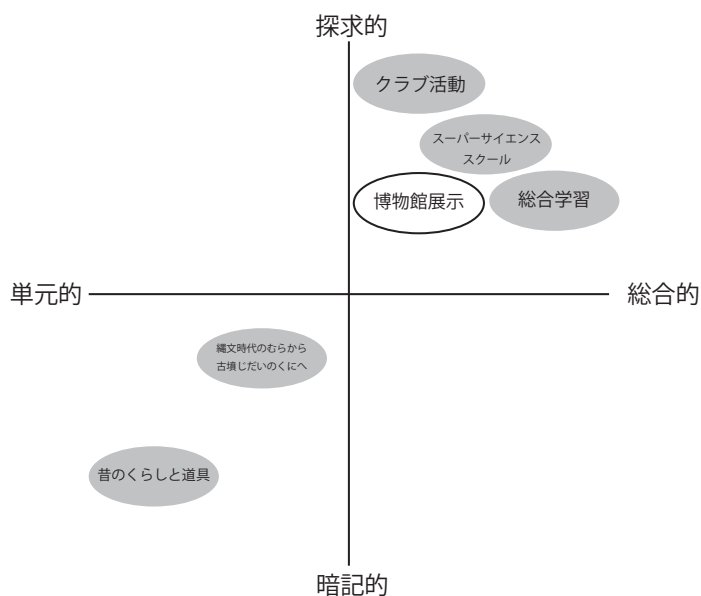 探求的
クラブ活動
スーパーサイエンス
スクール
博物館展示
総合学習
単元的
総合的
縄文時代のむらから
古墳じだいのくにへ
昔のくらしと道具
暗記的